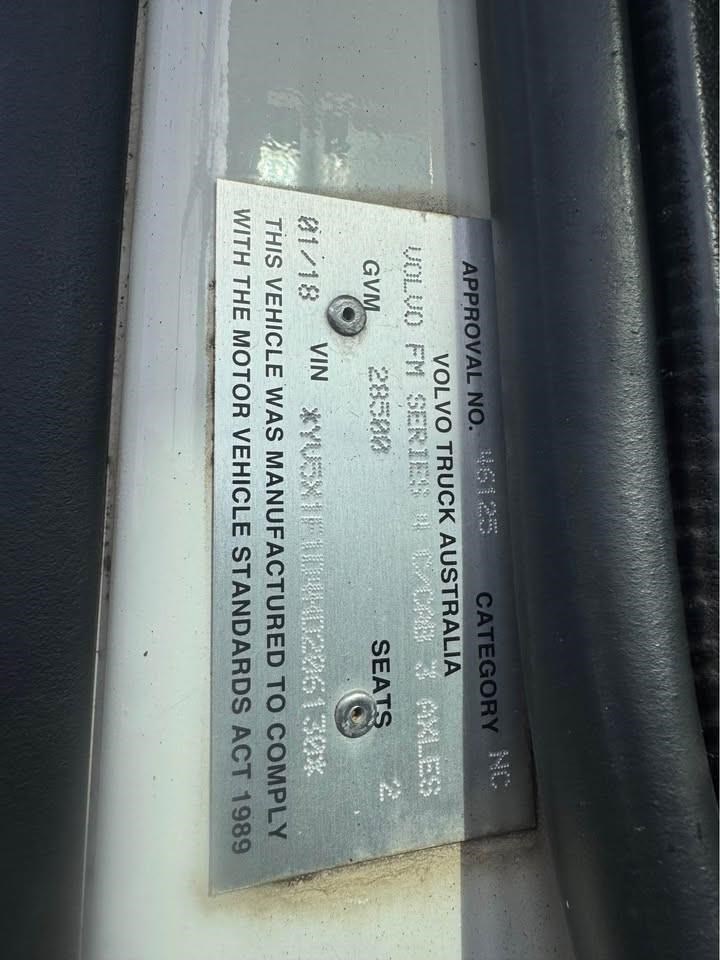 APPROVAL NO. 46125 CATEGORY NC
VOLVO TRUCK AUSTRALIA
VOLVO FM SERIES 4 C/CAB 3 AXLES
GVM 28500 SEATS 2
01/18 VIN
THIS VEHICLE WAS MANUFACTURED TO COMPLY
WITH THE MOTOR VEHICLE STANDARDS ACT 1989